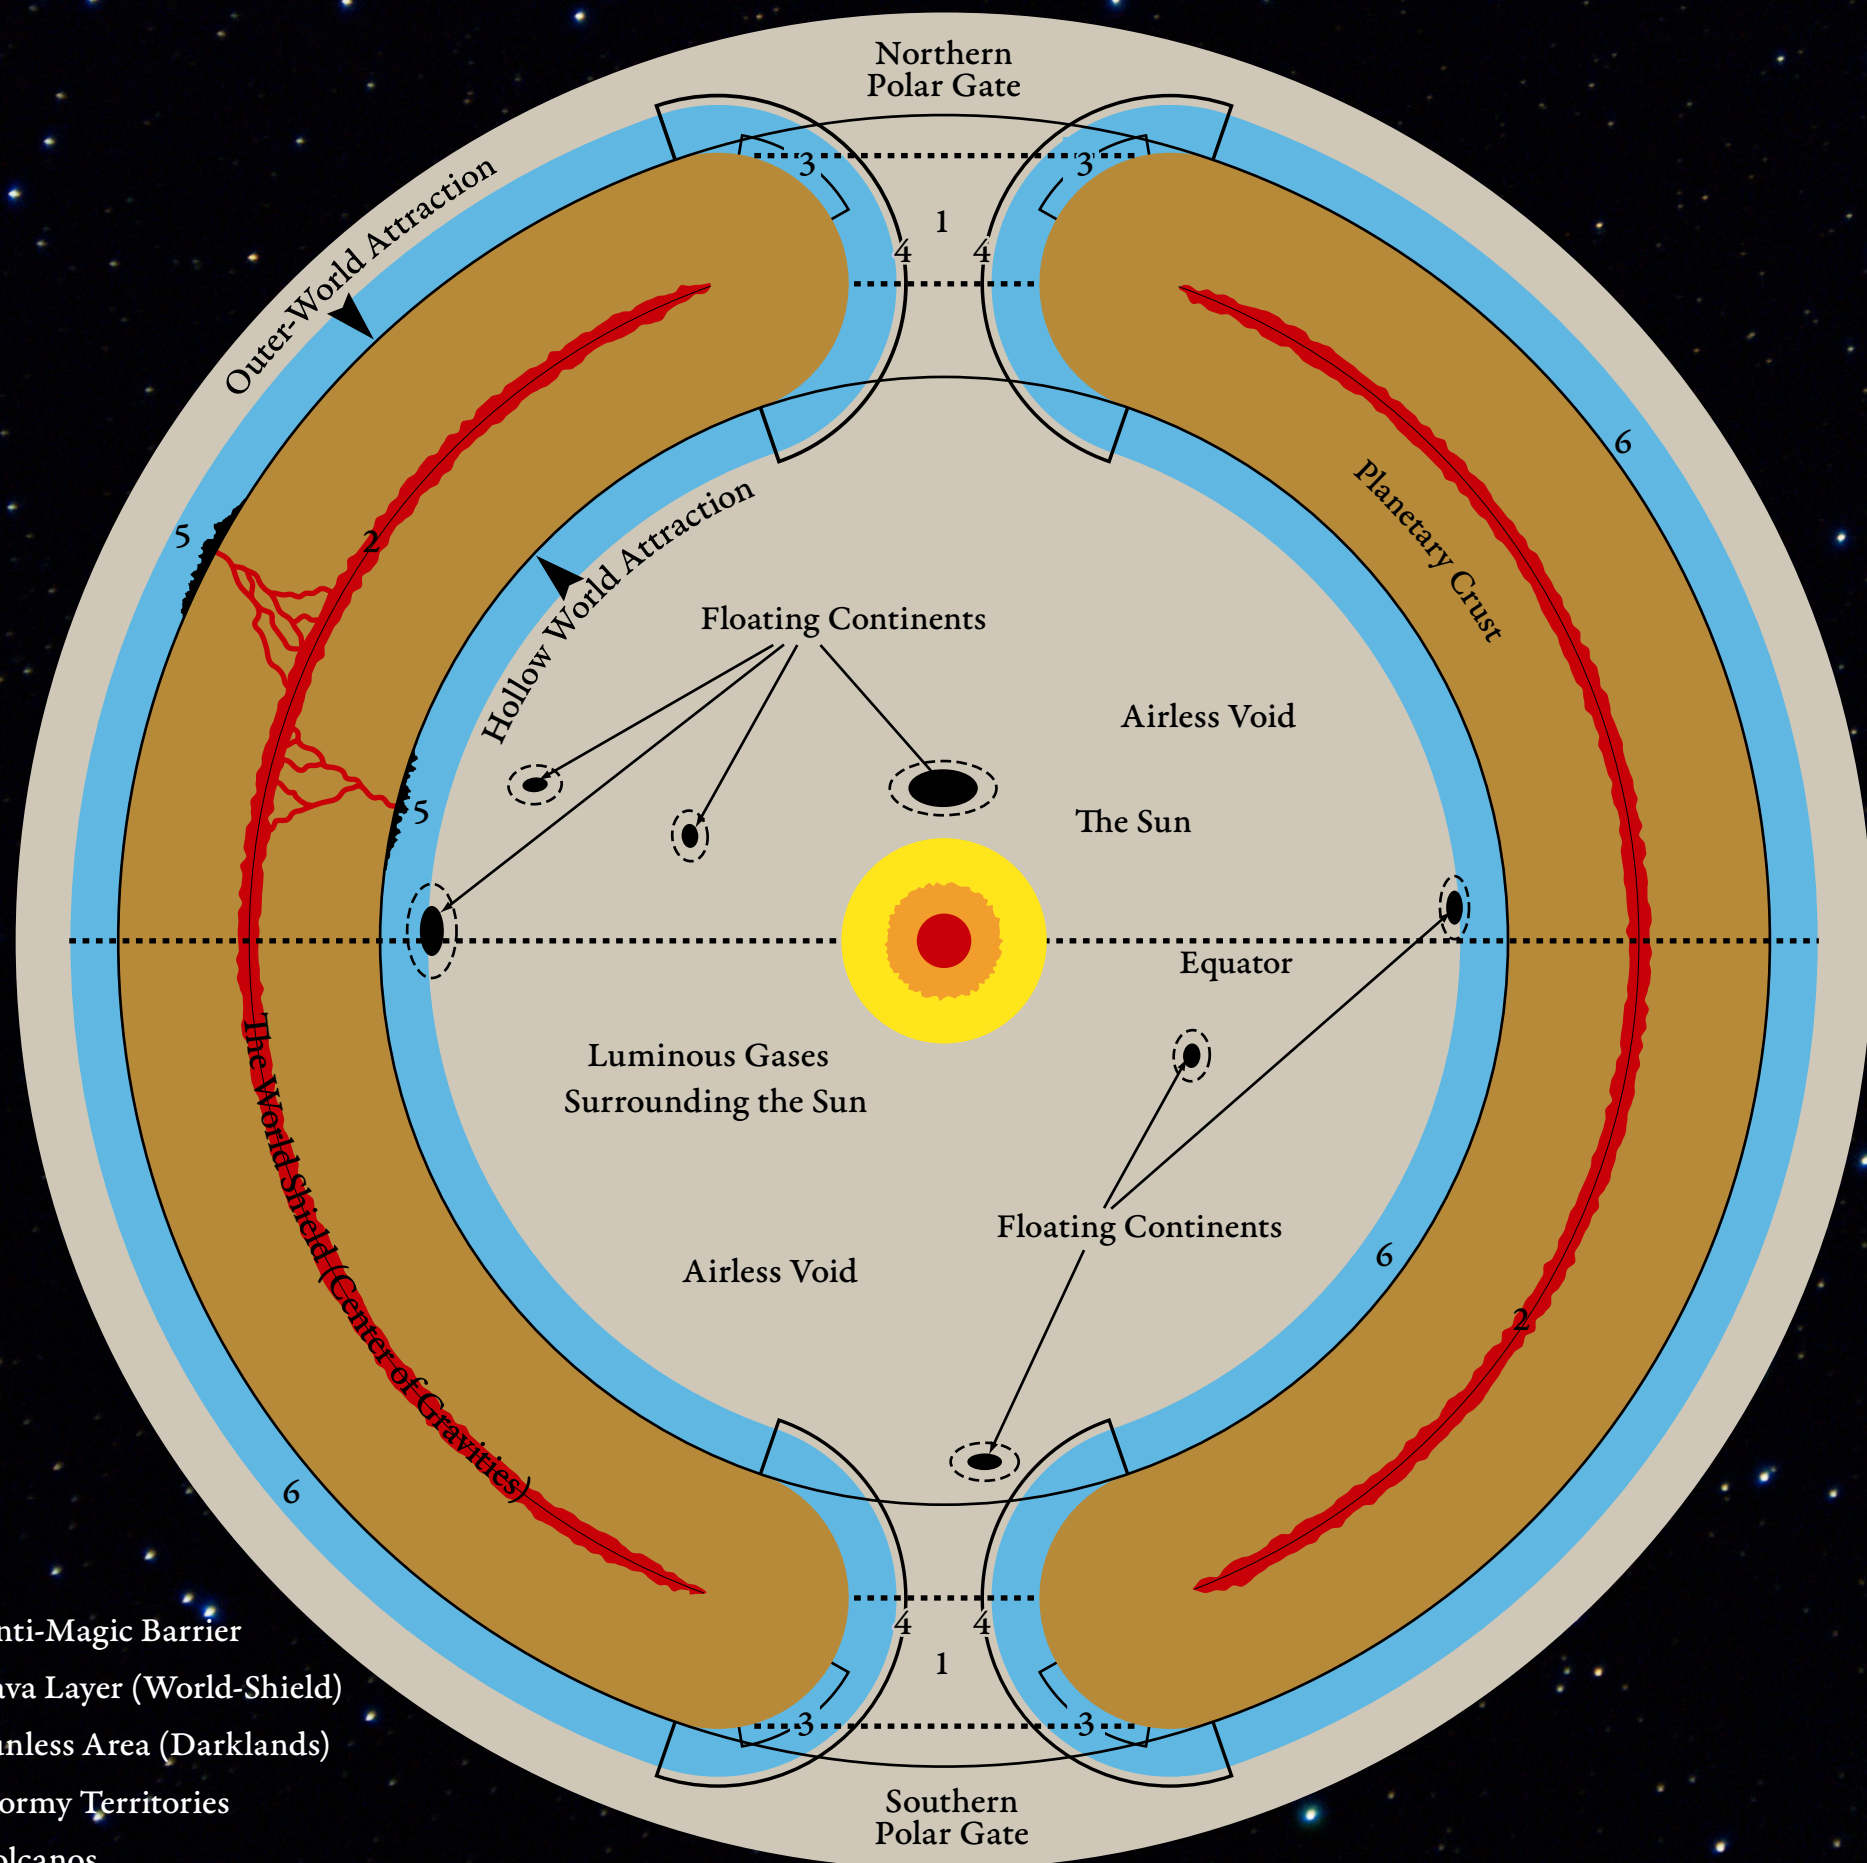 Northern
Polar Gate
3
3
1
4
4
Outer-World Attraction
6
Planetary Crust
5
2
Hollow World Attraction
Floating Continents
Airless Void
The Sun
5
Equator
Luminous Gases
Surrounding the Sun
The World Shield (Center of Gravities)
Floating Continents
6
Airless Void
2
6
4
4
1
3
3
Southern
Polar Gate
nti-Magic Barrier
ava Layer (World-Shield)
unless Area (Darklands)
ormy Territories
olcanos